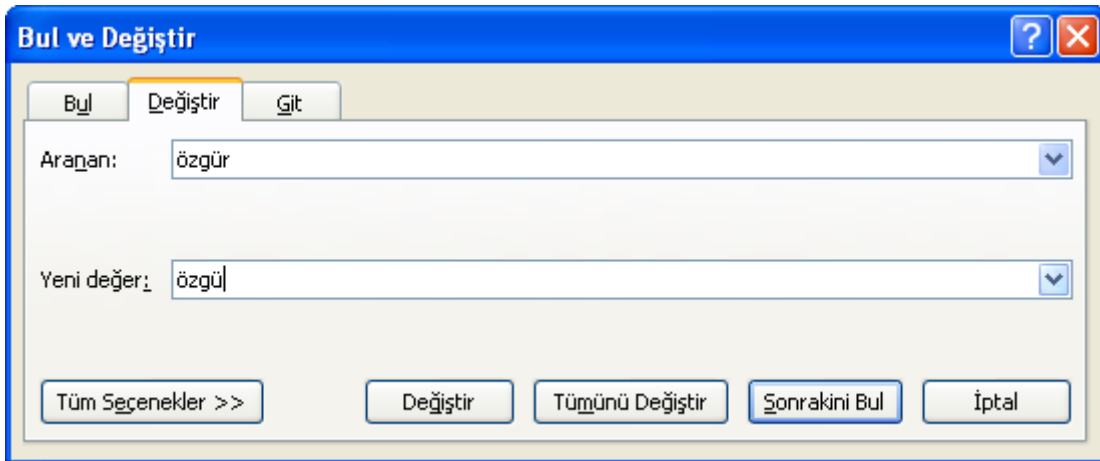 Bul ve Değiştir
Bul Değiştir Git
Aranan: özgür
Yeni değer: özgü
Tüm Seçenekler >> Değiştir Tümünü Değiştir Sonrakini Bul İptal